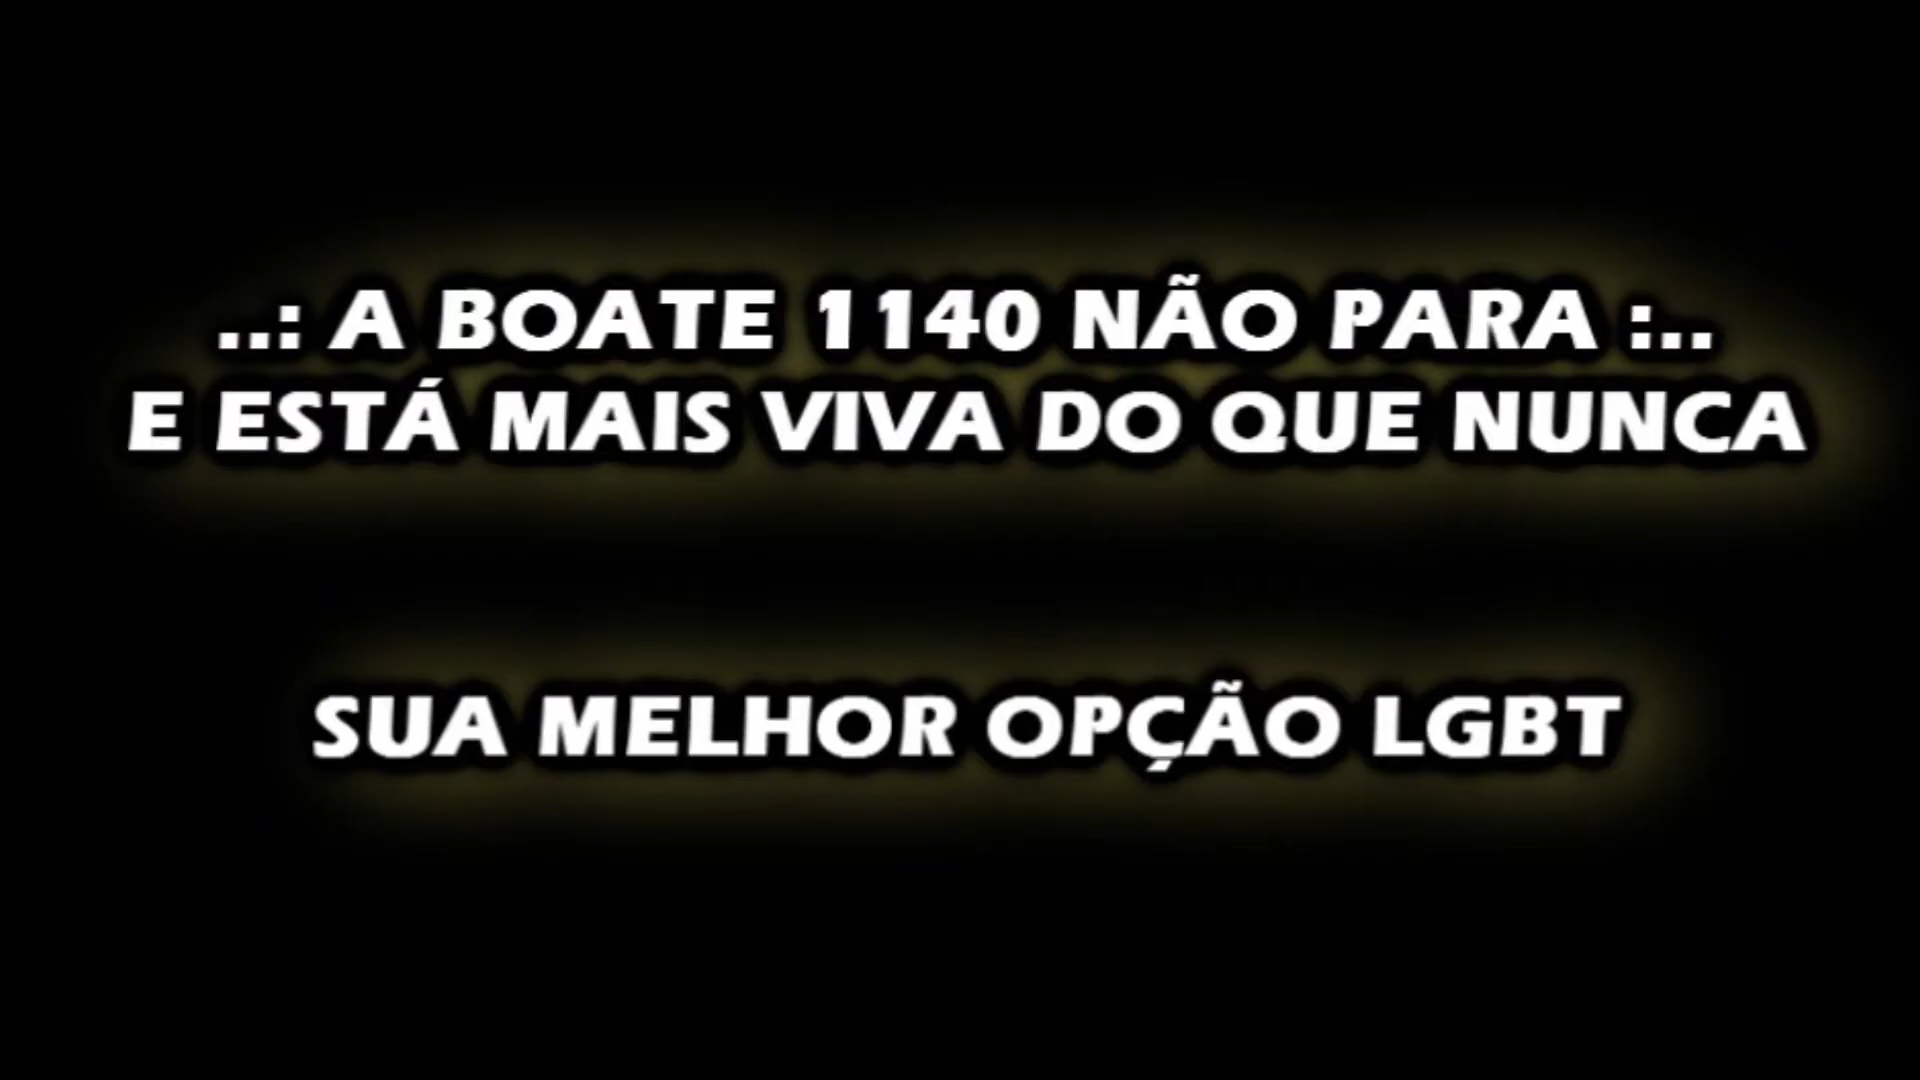 ..: A BOATE 1140 NÃO PARA :..
E ESTÁ MAIS VIVA DO QUE NUNCA
SUA MELHOR OPÇÃO LGBT